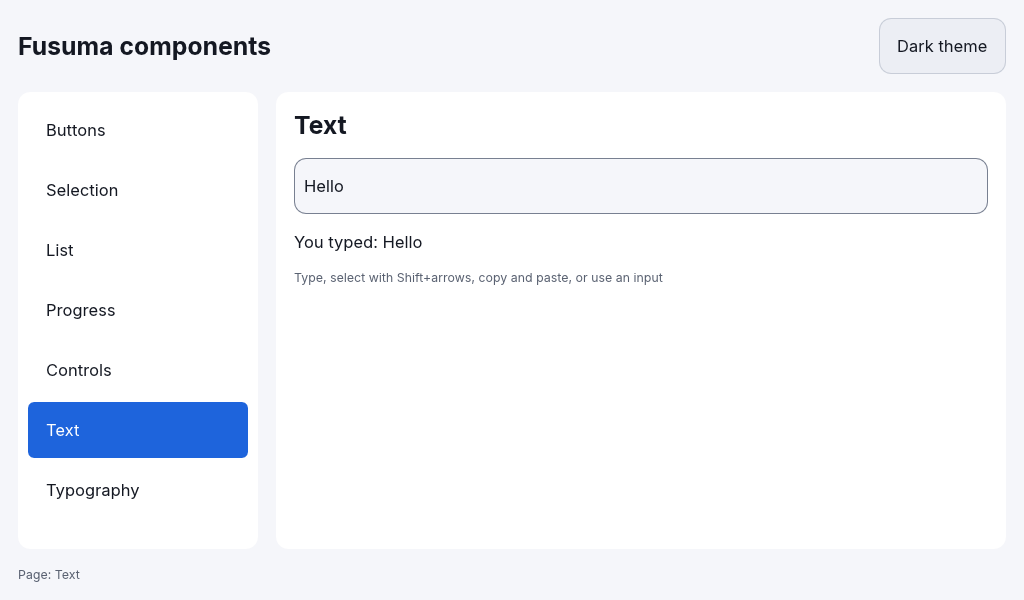 Fusuma components
Dark theme
Buttons
Selection
List
Progress
Controls
Text
Typography
Text
Hello
You typed: Hello
Type, select with Shift+arrows, copy and paste, or use an input
Page: Text